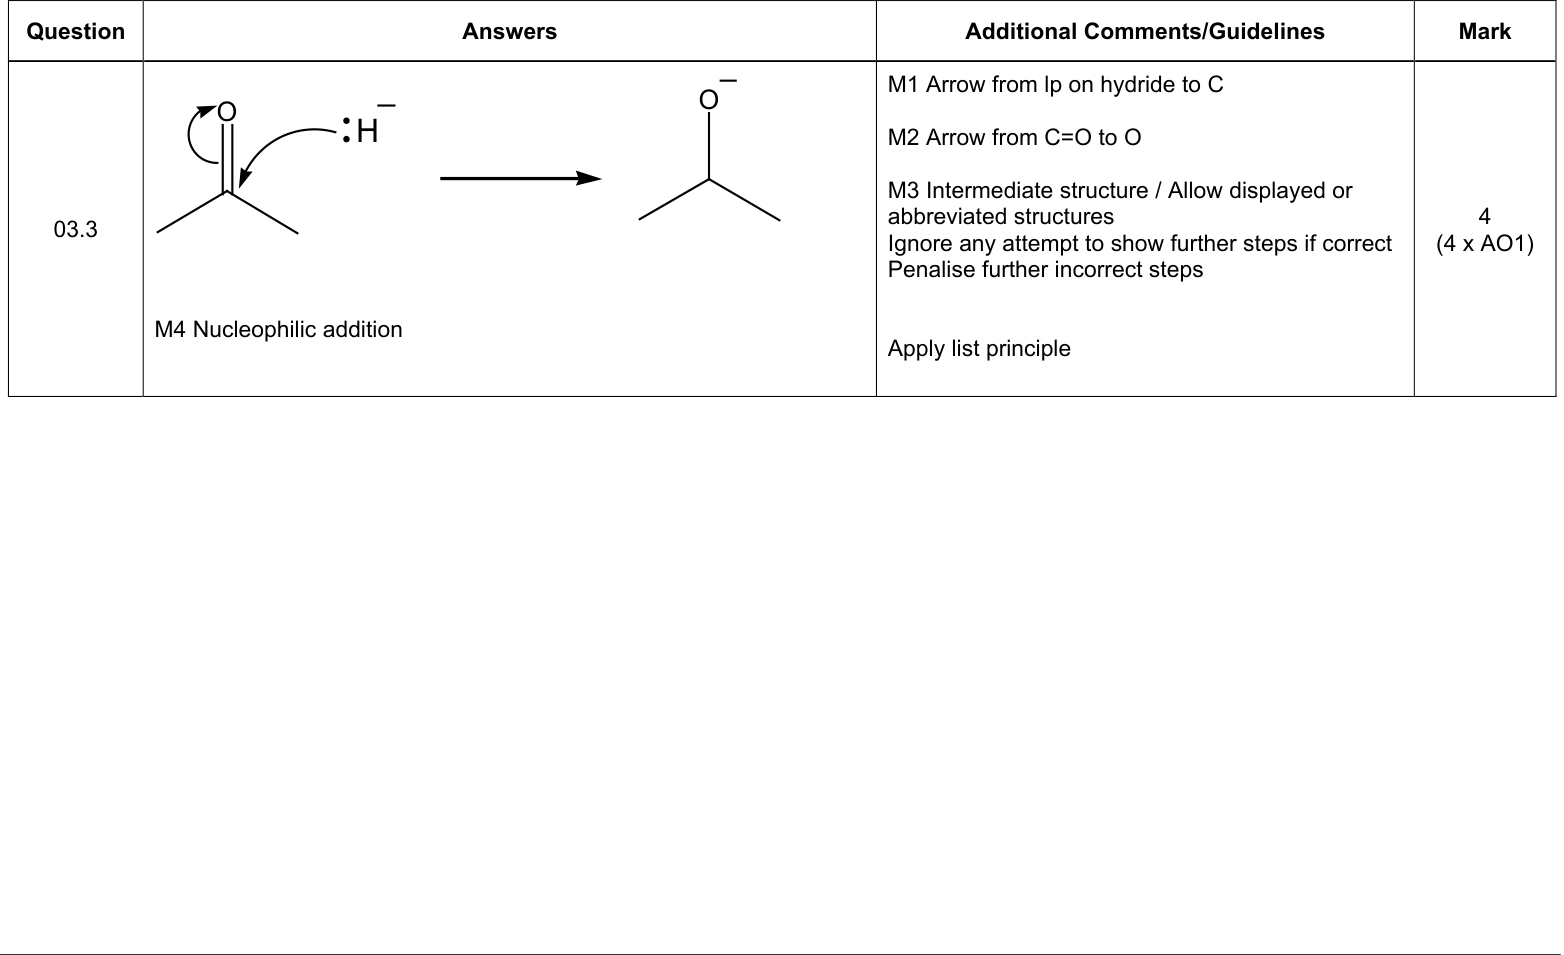 Question Answers Additional Comments/Guidelines Mark
03.3
O
:H–
O–
M4 Nucleophilic addition
M1 Arrow from lp on hydride to C
M2 Arrow from C=O to O
M3 Intermediate structure / Allow displayed or
abbreviated structures
Ignore any attempt to show further steps if correct
Penalise further incorrect steps
Apply list principle
4
(4 x AO1)